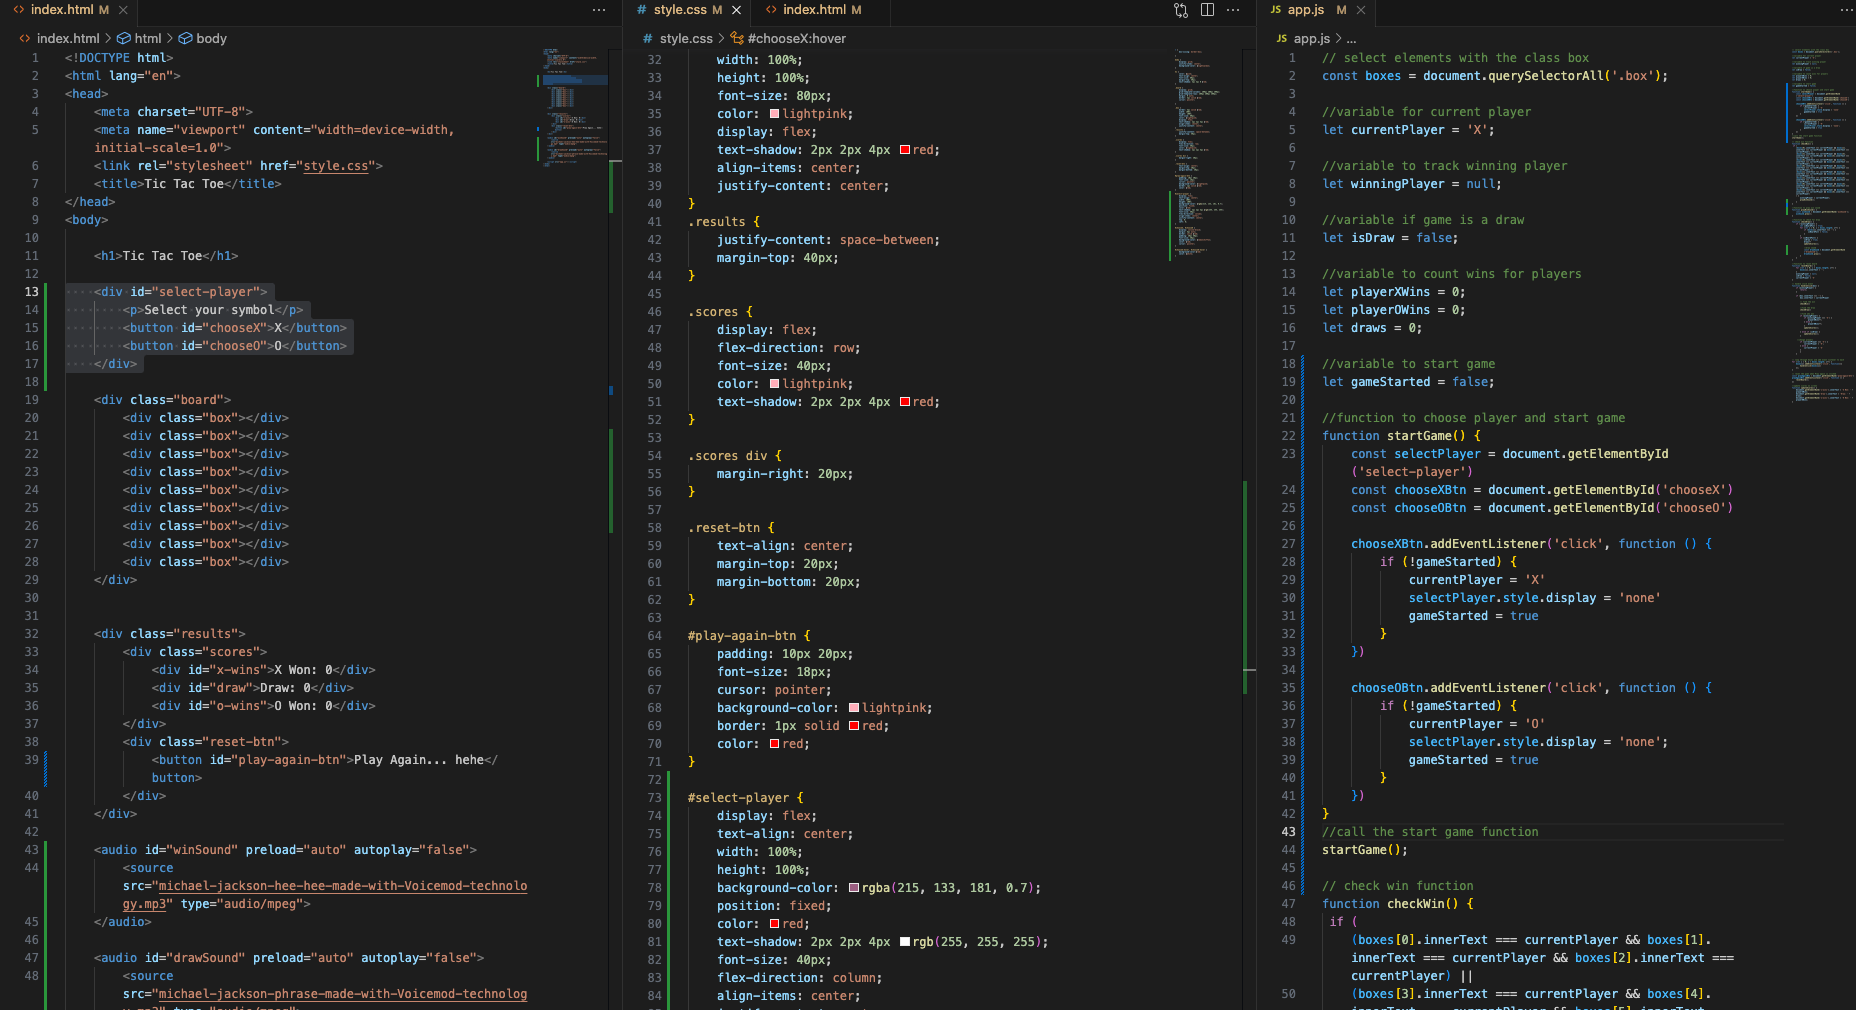 index.html M
index.html > html > body
1 <!DOCTYPE html>
2 <html lang="en">
3 <head>
4 <meta charset="UTF-8">
5 <meta name="viewport" content="width=device-width,
initial-scale=1.0">
6 <link rel="stylesheet" href="style.css">
7 <title>Tic Tac Toe</title>
8 </head>
9 <body>
10
11 <h1>Tic Tac Toe</h1>
12
13 <div id="select-player">
14 <p>Select your symbol</p>
15 <button id="chooseX">X</button>
16 <button id="chooseO">O</button>
17 </div>
18
19 <div class="board">
20 <div class="box"></div>
21 <div class="box"></div>
22 <div class="box"></div>
23 <div class="box"></div>
24 <div class="box"></div>
25 <div class="box"></div>
26 <div class="box"></div>
27 <div class="box"></div>
28 <div class="box"></div>
29 </div>
30
31
32 <div class="results">
33 <div class="scores">
34 <div id="x-wins">X Won: 0</div>
35 <div id="draw">Draw: 0</div>
36 <div id="o-wins">O Won: 0</div>
37 </div>
38 <div class="reset-btn">
39 <button id="play-again-btn">Play Again... hehe</
button>
40 </div>
41 </div>
42
43 <audio id="winSound" preload="auto" autoplay="false">
44 <source
src="michael-jackson-hee-hee-made-with-Voicemod-technolo
gy.mp3" type="audio/mpeg">
45 </audio>
46
47 <audio id="drawSound" preload="auto" autoplay="false">
48 <source
src="michael-jackson-phrase-made-with-Voicemod-technolog
style.css M
index.html M
style.css > #chooseX:hover
32 width: 100%;
33 height: 100%;
34 font-size: 80px;
35 color: lightpink;
36 display: flex;
37 text-shadow: 2px 2px 4px red;
38 align-items: center;
39 justify-content: center;
40 }
41 .results {
42 justify-content: space-between;
43 margin-top: 40px;
44 }
45
46 .scores {
47 display: flex;
48 flex-direction: row;
49 font-size: 40px;
50 color: lightpink;
51 text-shadow: 2px 2px 4px red;
52 }
53
54 .scores div {
55 margin-right: 20px;
56 }
57
58 .reset-btn {
59 text-align: center;
60 margin-top: 20px;
61 margin-bottom: 20px;
62 }
63
64 #play-again-btn {
65 padding: 10px 20px;
66 font-size: 18px;
67 cursor: pointer;
68 background-color: lightpink;
69 border: 1px solid red;
70 color: red;
71 }
72
73 #select-player {
74 display: flex;
75 text-align: center;
76 width: 100%;
77 height: 100%;
78 background-color: rgba(215, 133, 181, 0.7);
79 position: fixed;
80 color: red;
81 text-shadow: 2px 2px 4px rgb(255, 255, 255);
82 font-size: 40px;
83 flex-direction: column;
84 align-items: center;
JS app.js M
JS app.js > ...
1 // select elements with the class box
2 const boxes = document.querySelectorAll('.box');
3
4 //variable for current player
5 let currentPlayer = 'X';
6
7 //variable to track winning player
8 let winningPlayer = null;
9
10 //variable if game is a draw
11 let isDraw = false;
12
13 //variable to count wins for players
14 let playerXWins = 0;
15 let playerOWins = 0;
16 let draws = 0;
17
18 //variable to start game
19 let gameStarted = false;
20
21 //function to choose player and start game
22 function startGame() {
23 const selectPlayer = document.getElementById
('select-player')
24 const chooseXBtn = document.getElementById('chooseX')
25 const chooseOBtn = document.getElementById('chooseO')
26
27 chooseXBtn.addEventListener('click', function () {
28 if (!gameStarted) {
29 currentPlayer = 'X'
30 selectPlayer.style.display = 'none'
31 gameStarted = true
32 }
33 })
34
35 chooseOBtn.addEventListener('click', function () {
36 if (!gameStarted) {
37 currentPlayer = 'O'
38 selectPlayer.style.display = 'none';
39 gameStarted = true
40 }
41 })
42 }
43 //call the start game function
44 startGame();
45
46 // check win function
47 function checkWin() {
48 if (
49 (boxes[0].innerText === currentPlayer && boxes[1].
innerText === currentPlayer && boxes[2].innerText ===
currentPlayer) ||
50 (boxes[3].innerText === currentPlayer && boxes[4].